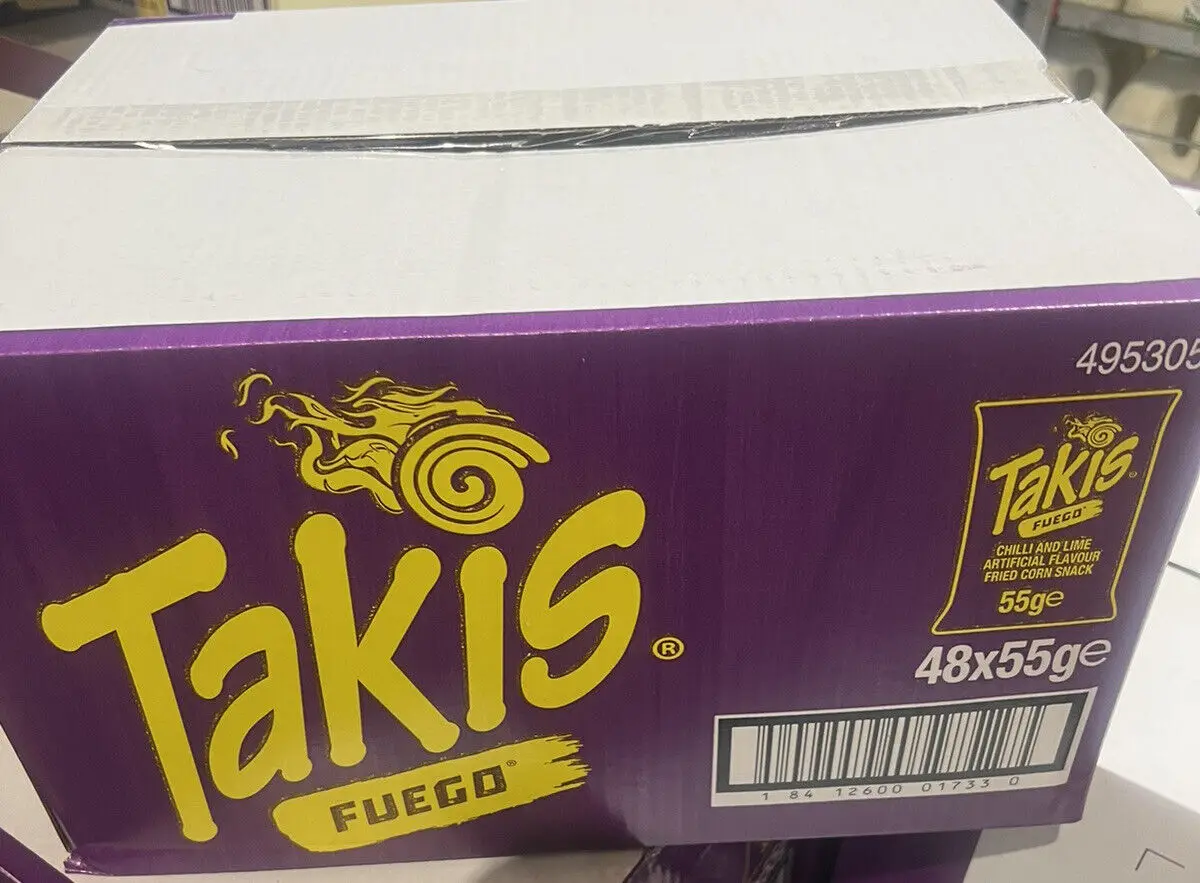 495305
TaKiS
FUEGO
CHILLI AND LIME
ARTIFICIAL FLAVOUR
FRIED CORN SNACK
55g℮
48x55g℮
TaKiS®
FUEGO®
1 84 12600 01733 0